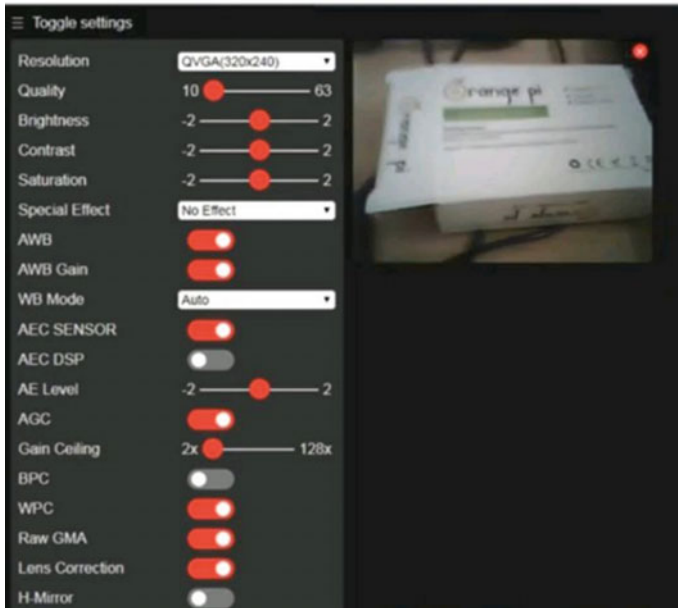 Toggle settings
Resolution QVGA(320x240)
Quality 10 63
Brightness -2 2
Contrast -2 2
Saturation -2 2
Special Effect No Effect
AWB
AWB Gain
WB Mode Auto
AEC SENSOR
AEC DSP
AE Level -2 2
AGC
Gain Ceiling 2x 128x
BPC
WPC
Raw GMA
Lens Correction
H-Mirror
Orange pi
CE